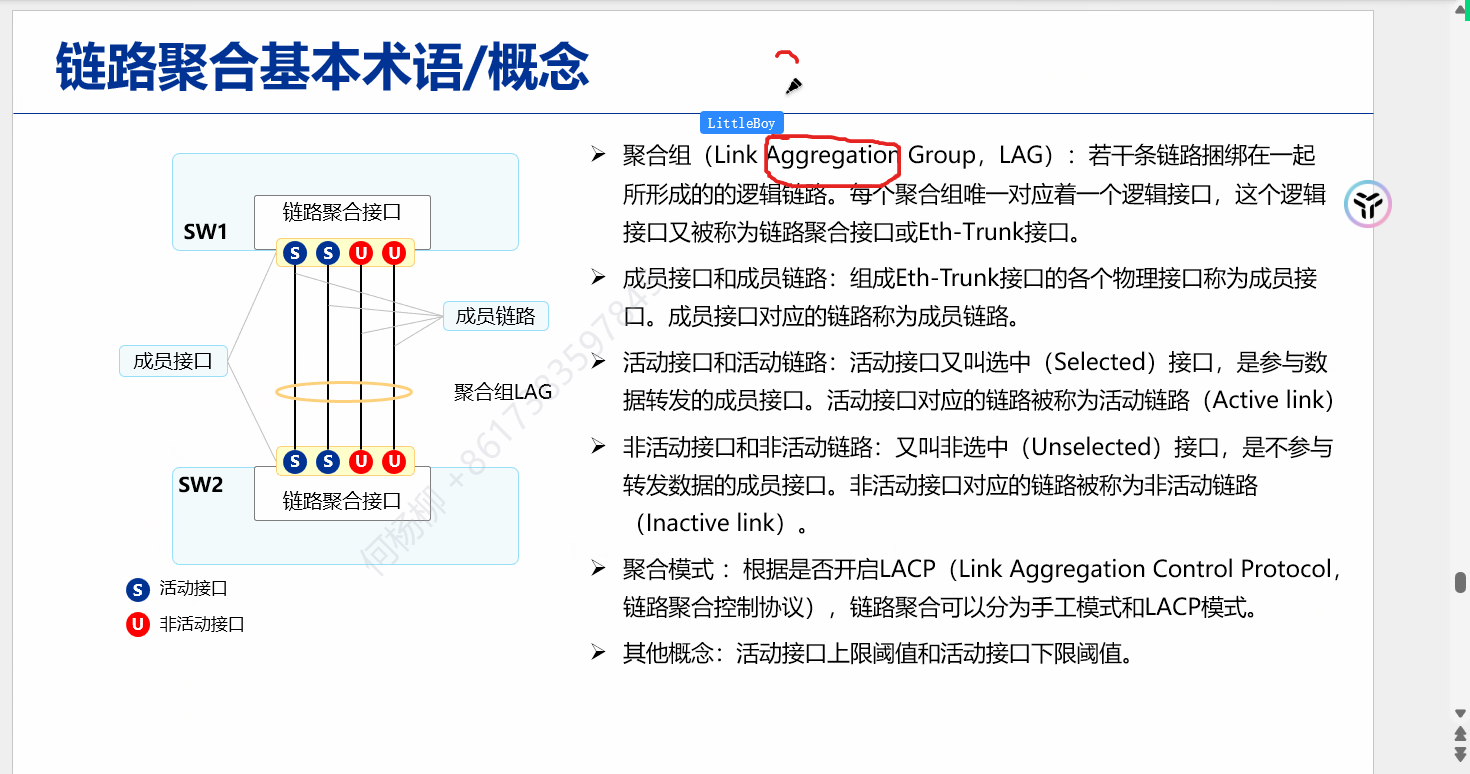 链路聚合基本术语/概念
LittleBoy
SW1
链路聚合接口
S S U U
成员链路
成员接口
聚合组LAG
S S U U
SW2
链路聚合接口
S 活动接口
U 非活动接口
➢ 聚合组（Link Aggregation Group，LAG）：若干条链路捆绑在一起
所形成的的逻辑链路。每个聚合组唯一对应着一个逻辑接口，这个逻辑
接口又被称为链路聚合接口或Eth-Trunk接口。
➢ 成员接口和成员链路：组成Eth-Trunk接口的各个物理接口称为成员接
口。成员接口对应的链路称为成员链路。
➢ 活动接口和活动链路：活动接口又叫选中（Selected）接口，是参与数
据转发的成员接口。活动接口对应的链路被称为活动链路（Active link）
➢ 非活动接口和非活动链路：又叫非选中（Unselected）接口，是不参与
转发数据的成员接口。非活动接口对应的链路被称为非活动链路
（Inactive link）。
➢ 聚合模式 ：根据是否开启LACP（Link Aggregation Control Protocol，
链路聚合控制协议），链路聚合可以分为手工模式和LACP模式。
➢ 其他概念：活动接口上限阈值和活动接口下限阈值。